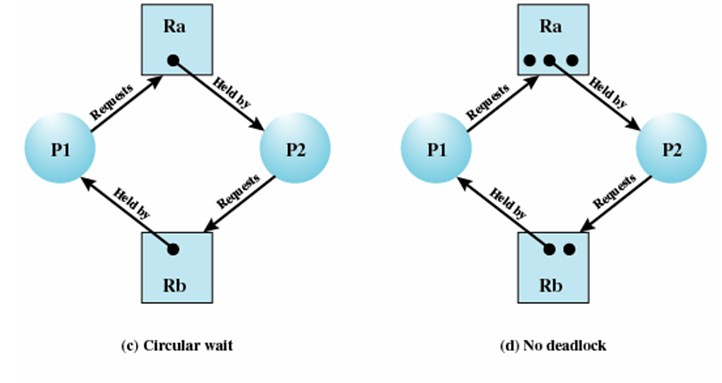 Ra
Requests
Held by
P1
P2
Held by
Requests
Rb
(c) Circular wait
Ra
Requests
Held by
P1
P2
Held by
Requests
Rb
(d) No deadlock